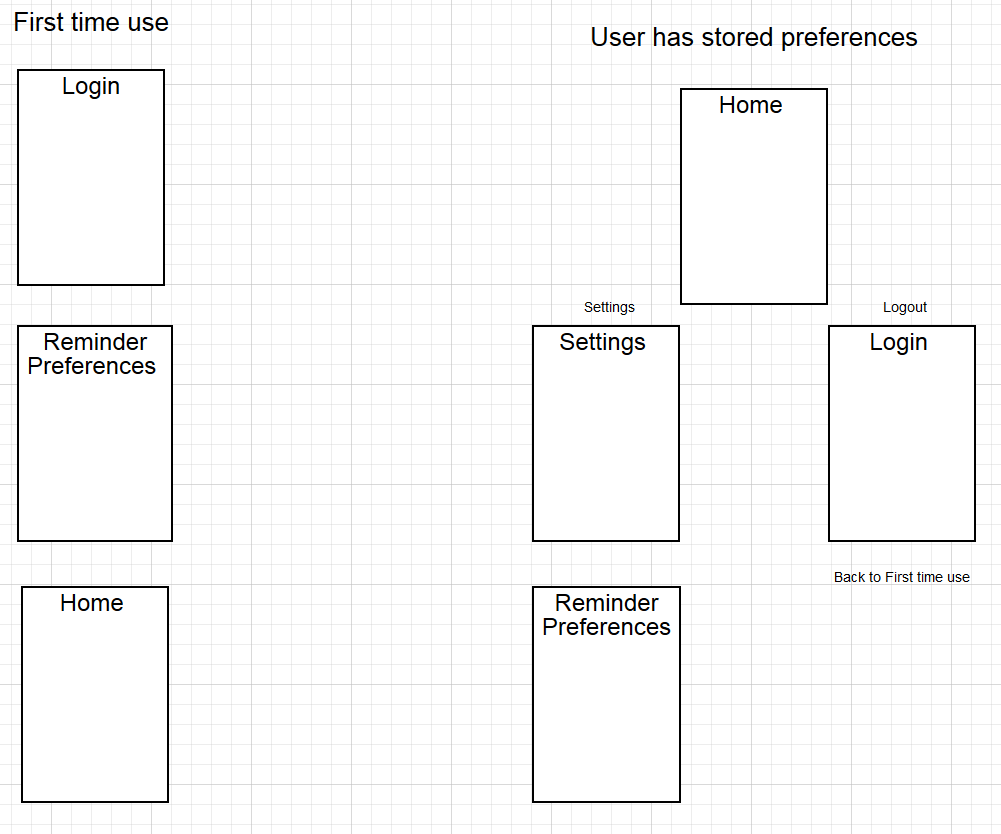 First time use
Login
Reminder
Preferences
Home
User has stored preferences
Home
Settings
Settings
Reminder
Preferences
Logout
Login
Back to First time use